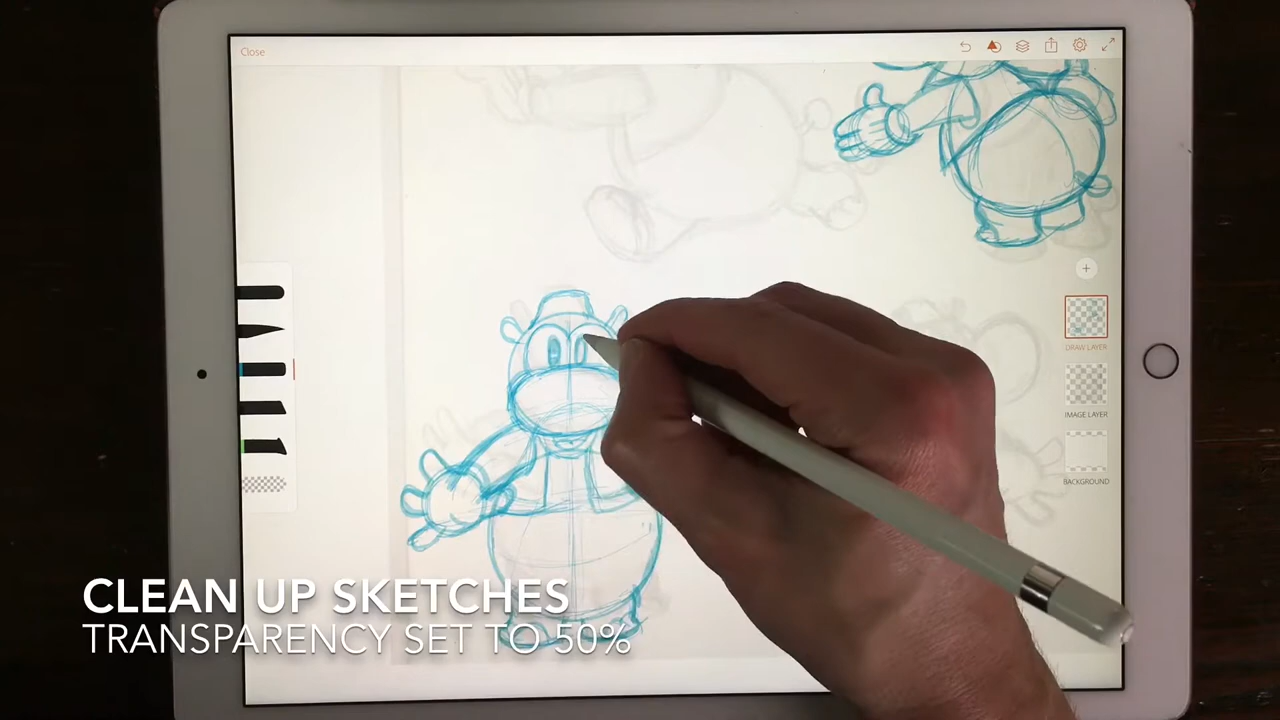 Close
DRAW LAYER
IMAGE LAYER
BACKGROUND
CLEAN UP SKETCHES
TRANSPARENCY SET TO 50%